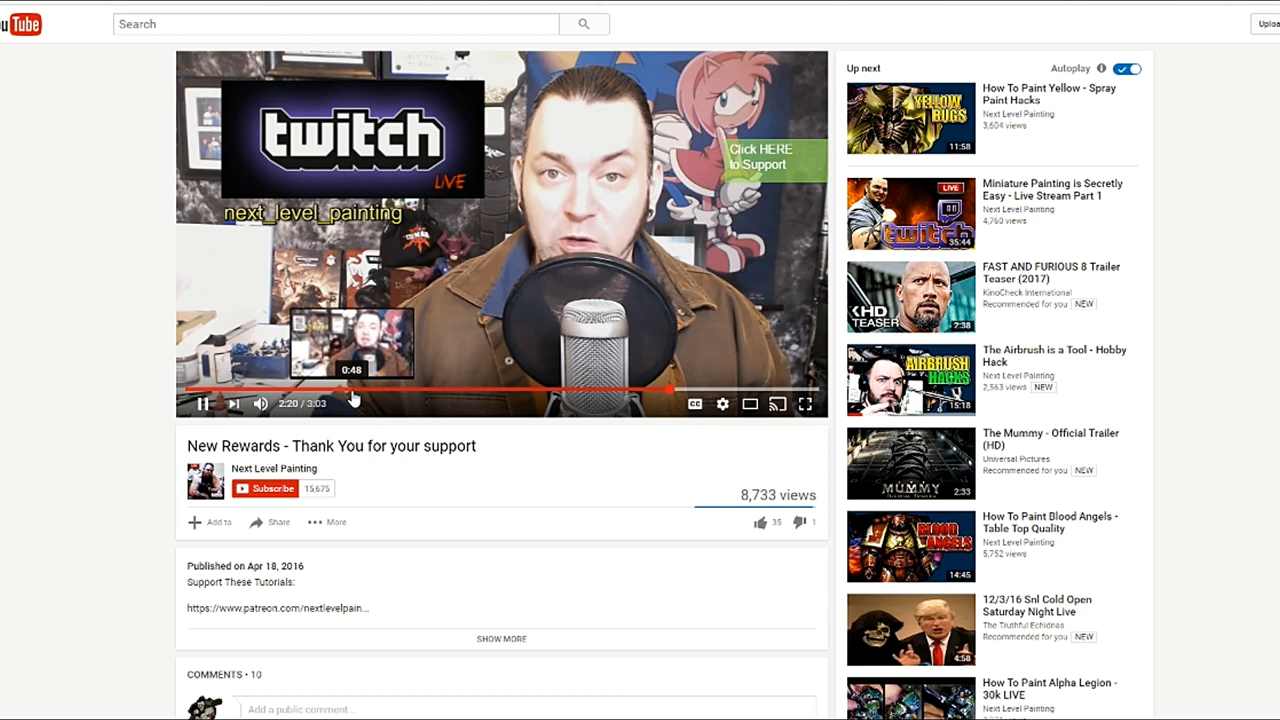 ou Tube
Search
Uploa
twitch
LIVE
next_level_painting
Click HERE
to Support
0:48
2:20 / 3:03
CC
New Rewards - Thank You for your support
Next Level Painting
Subscribe 15,675
8,733 views
Add to
Share
More
35
1
Published on Apr 18, 2016
Support These Tutorials:
https://www.patreon.com/nextlevelpain...
SHOW MORE
COMMENTS • 10
Add a public comment...
Up next
Autoplay
YELLOW
BUGS
11:58
How To Paint Yellow - Spray
Paint Hacks
Next Level Painting
3,604 views
LIVE
twitch
35:44
Miniature Painting is Secretly
Easy - Live Stream Part 1
Next Level Painting
4,760 views
KHD
TEASER
2:38
FAST AND FURIOUS 8 Trailer
Teaser (2017)
KinoCheck International
Recommended for you NEW
AIRBRUSH
HACKS
15:18
The Airbrush is a Tool - Hobby
Hack
Next Level Painting
2,563 views NEW
MUMMY
2:33
The Mummy - Official Trailer
(HD)
Universal Pictures
Recommended for you NEW
BLOOD
ANGELS
14:45
How To Paint Blood Angels -
Table Top Quality
Next Level Painting
5,752 views
4:58
12/3/16 Snl Cold Open
Saturday Night Live
The Truthful Echidnas
Recommended for you NEW
How To Paint Alpha Legion -
30k LIVE
Next Level Painting